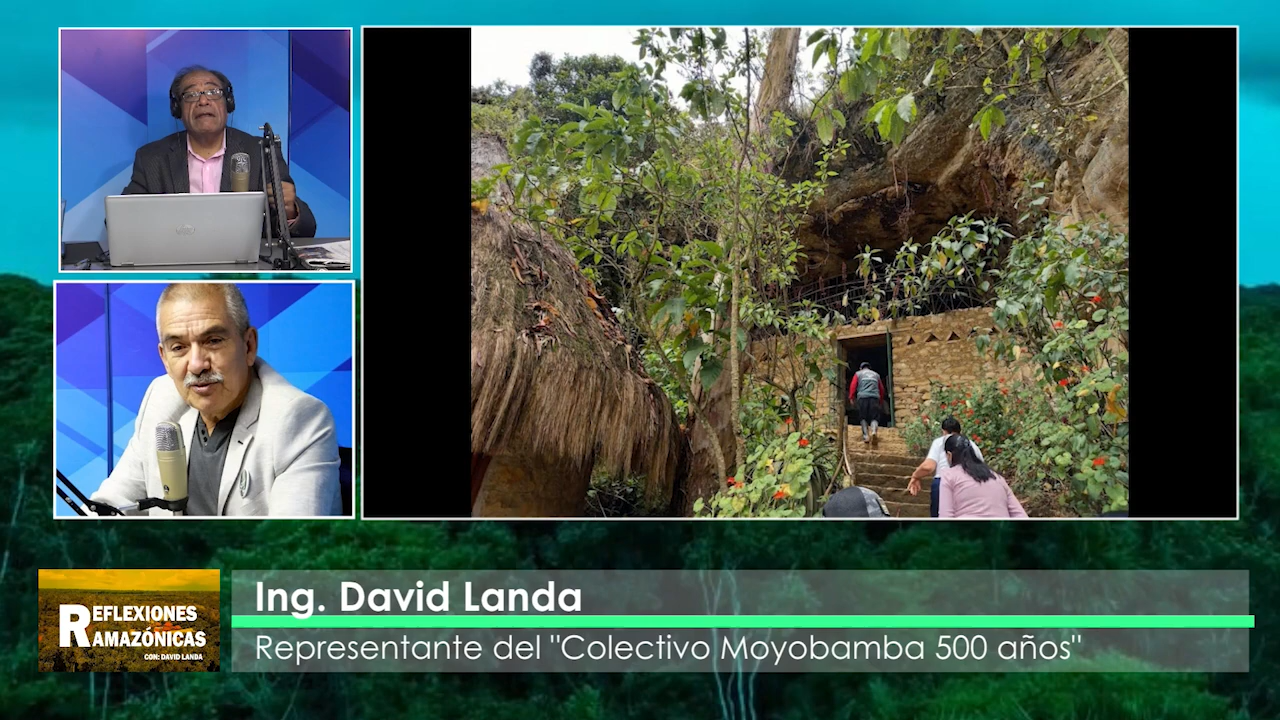 REFLEXIONES
AMAZÓNICAS
CON: DAVID LANDA
Ing. David Landa
Representante del "Colectivo Moyobamba 500 años"